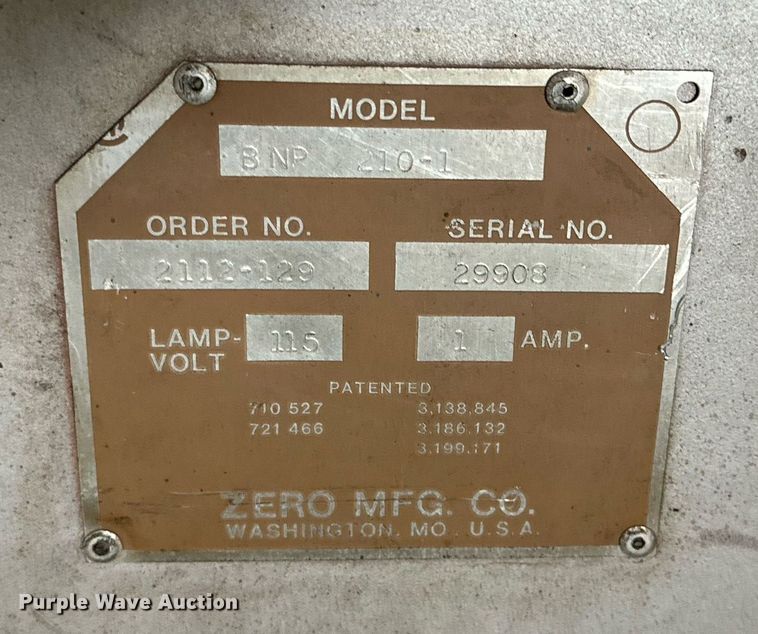 MODEL
BNP 210-1
ORDER NO. SERIAL NO.
2112-129 29908
LAMP-VOLT 115 1 AMP.
PATENTED
710 527 3,138,845
721 466 3,186,132
3,199,171
ZERO MFG. CO.
WASHINGTON, MO. U.S.A.
Purple Wave Auction